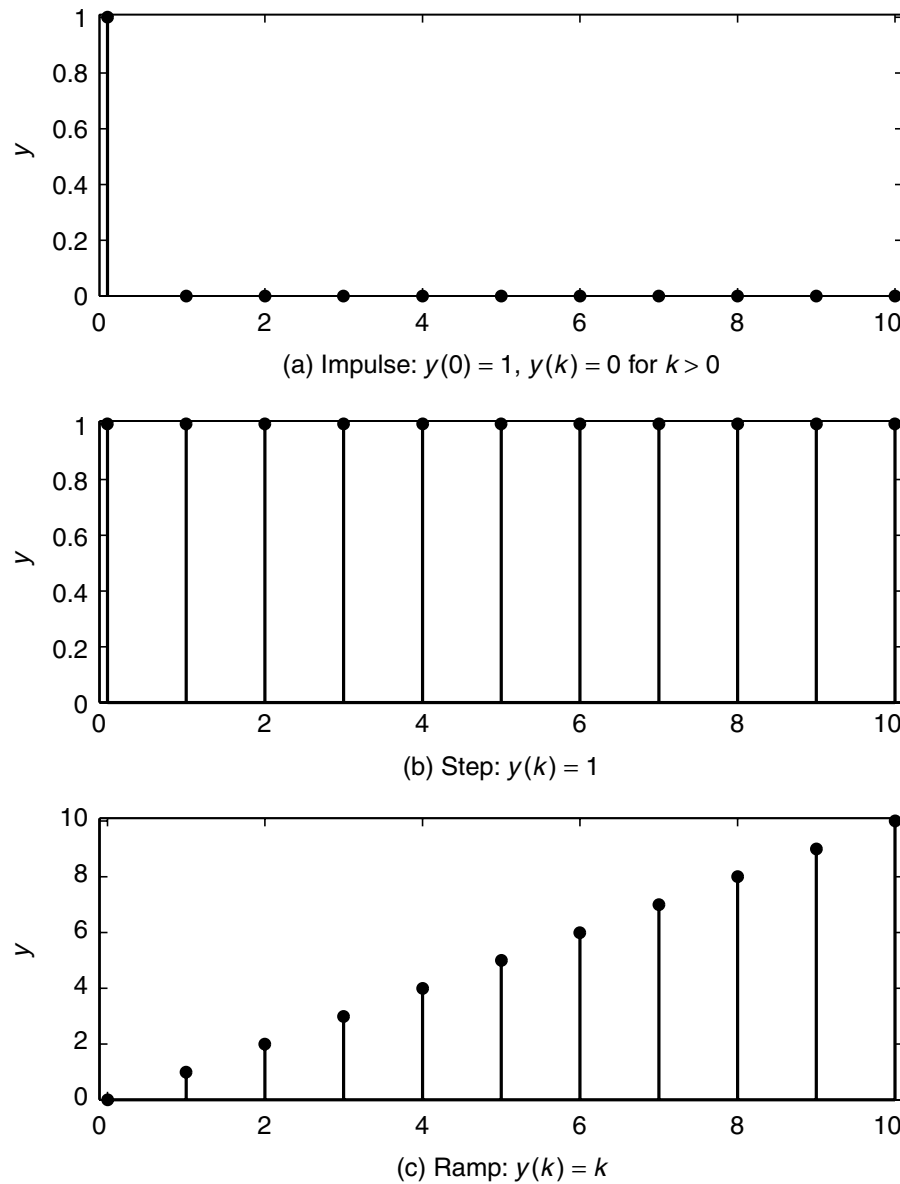 1
0.8
0.6
y
0.4
0.2
0
0 2 4 6 8 10
(a) Impulse: y(0) = 1, y(k) = 0 for k > 0
1
0.8
0.6
y
0.4
0.2
0
0 2 4 6 8 10
(b) Step: y(k) = 1
10
8
6
y
4
2
0
0 2 4 6 8 10
(c) Ramp: y(k) = k